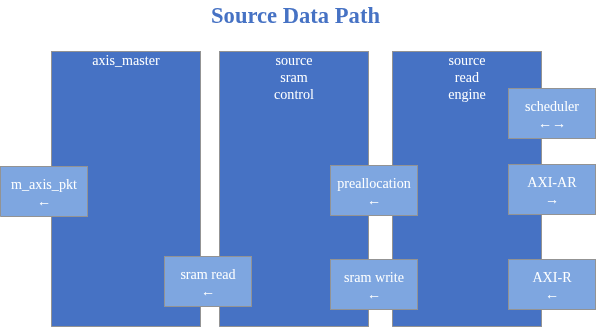 Source Data Path
axis_master
source
sram
control
source
read
engine
scheduler
←→
m_axis_pkt
←
preallocation
←
AXI-AR
→
sram read
←
sram write
←
AXI-R
←